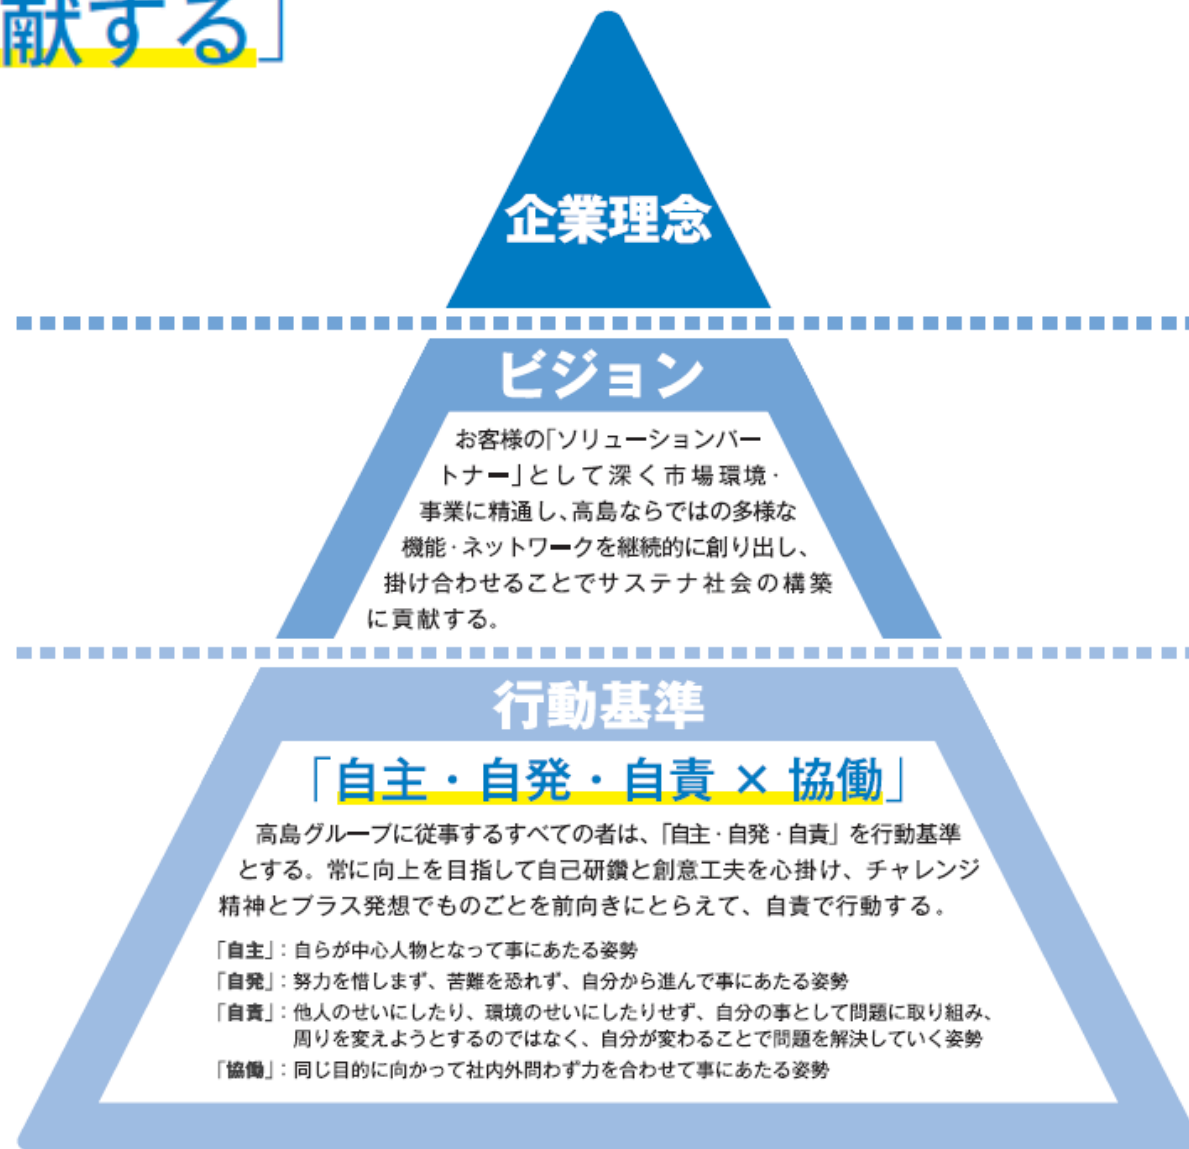 献する」
企業理念
ビジョン
お客様の「ソリューションパー
トナー」として深く市場環境・
事業に精通し、高島ならではの多様な
機能・ネットワークを継続的に創り出し、
掛け合わせることでサステナ社会の構築
に貢献する。
行動基準
「自主・自発・自責 × 協働」
高島グループに従事するすべての者は、「自主・自発・自責」を行動基準
とする。常に向上を目指して自己研鑽と創意工夫を心掛け、チャレンジ
精神とプラス発想でものごとを前向きにとらえて、自責で行動する。
「自主」：自らが中心人物となって事にあたる姿勢
「自発」：努力を惜しまず、苦難を恐れず、自分から進んで事にあたる姿勢
「自責」：他人のせいにしたり、環境のせいにしたりせず、自分の事として問題に取り組み、
周りを変えようとするのではなく、自分が変わることで問題を解決していく姿勢
「協働」：同じ目的に向かって社内外問わず力を合わせて事にあたる姿勢